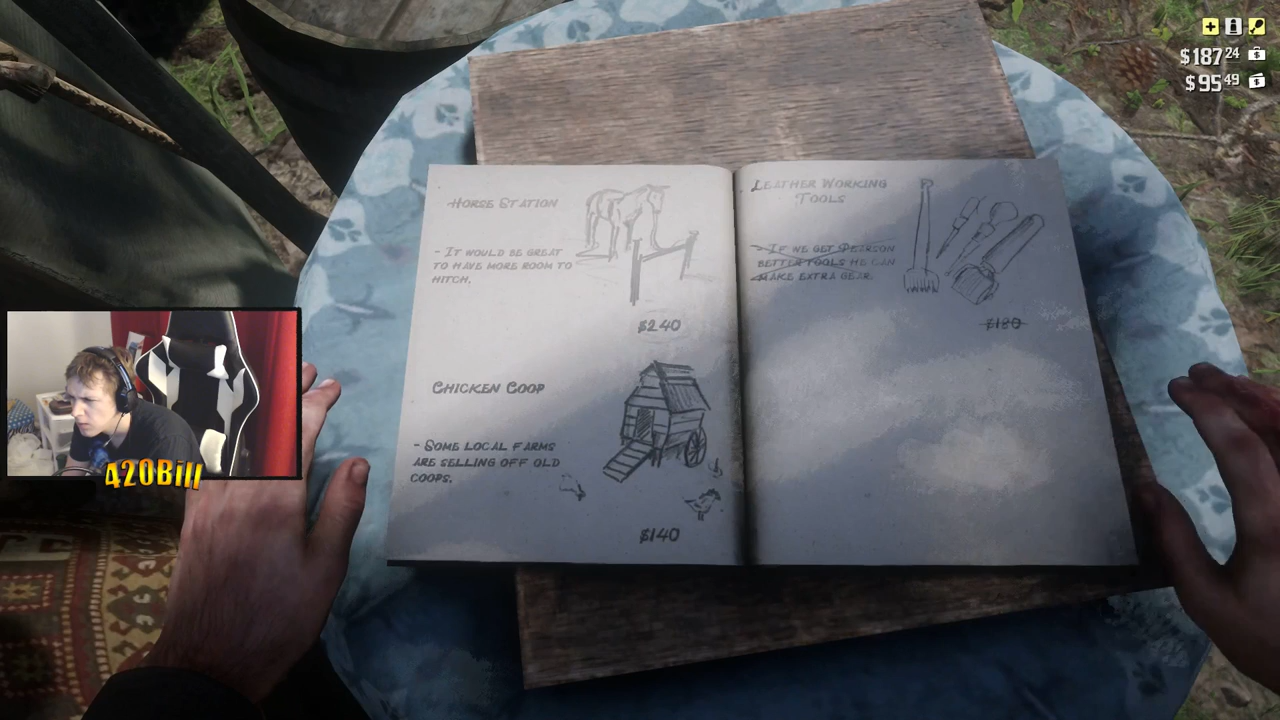 $187 24
$95 49
HORSE STATION
- IT WOULD BE GREAT
TO HAVE MORE ROOM TO
HITCH.
$240
CHICKEN COOP
- SOME LOCAL FARMS
ARE SELLING OFF OLD
COOPS.
$140
LEATHER WORKING
TOOLS
- IF WE GET PEARSON
BETTER TOOLS HE CAN
MAKE EXTRA GEAR.
$180
420Bill